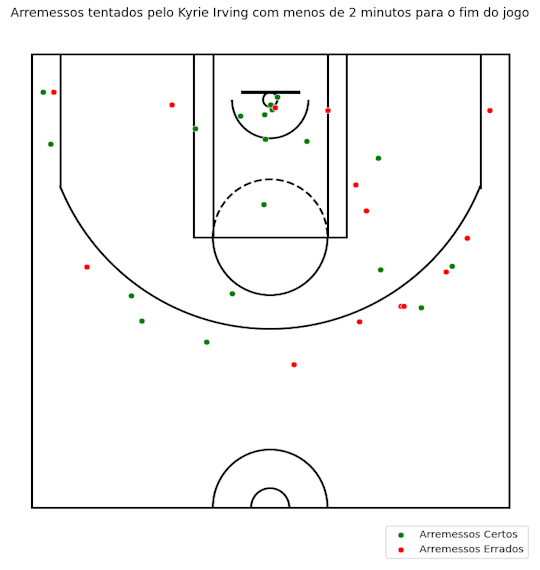 Arremessos tentados pelo Kyrie Irving com menos de 2 minutos para o fim do jogo
Arremessos Certos
Arremessos Errados